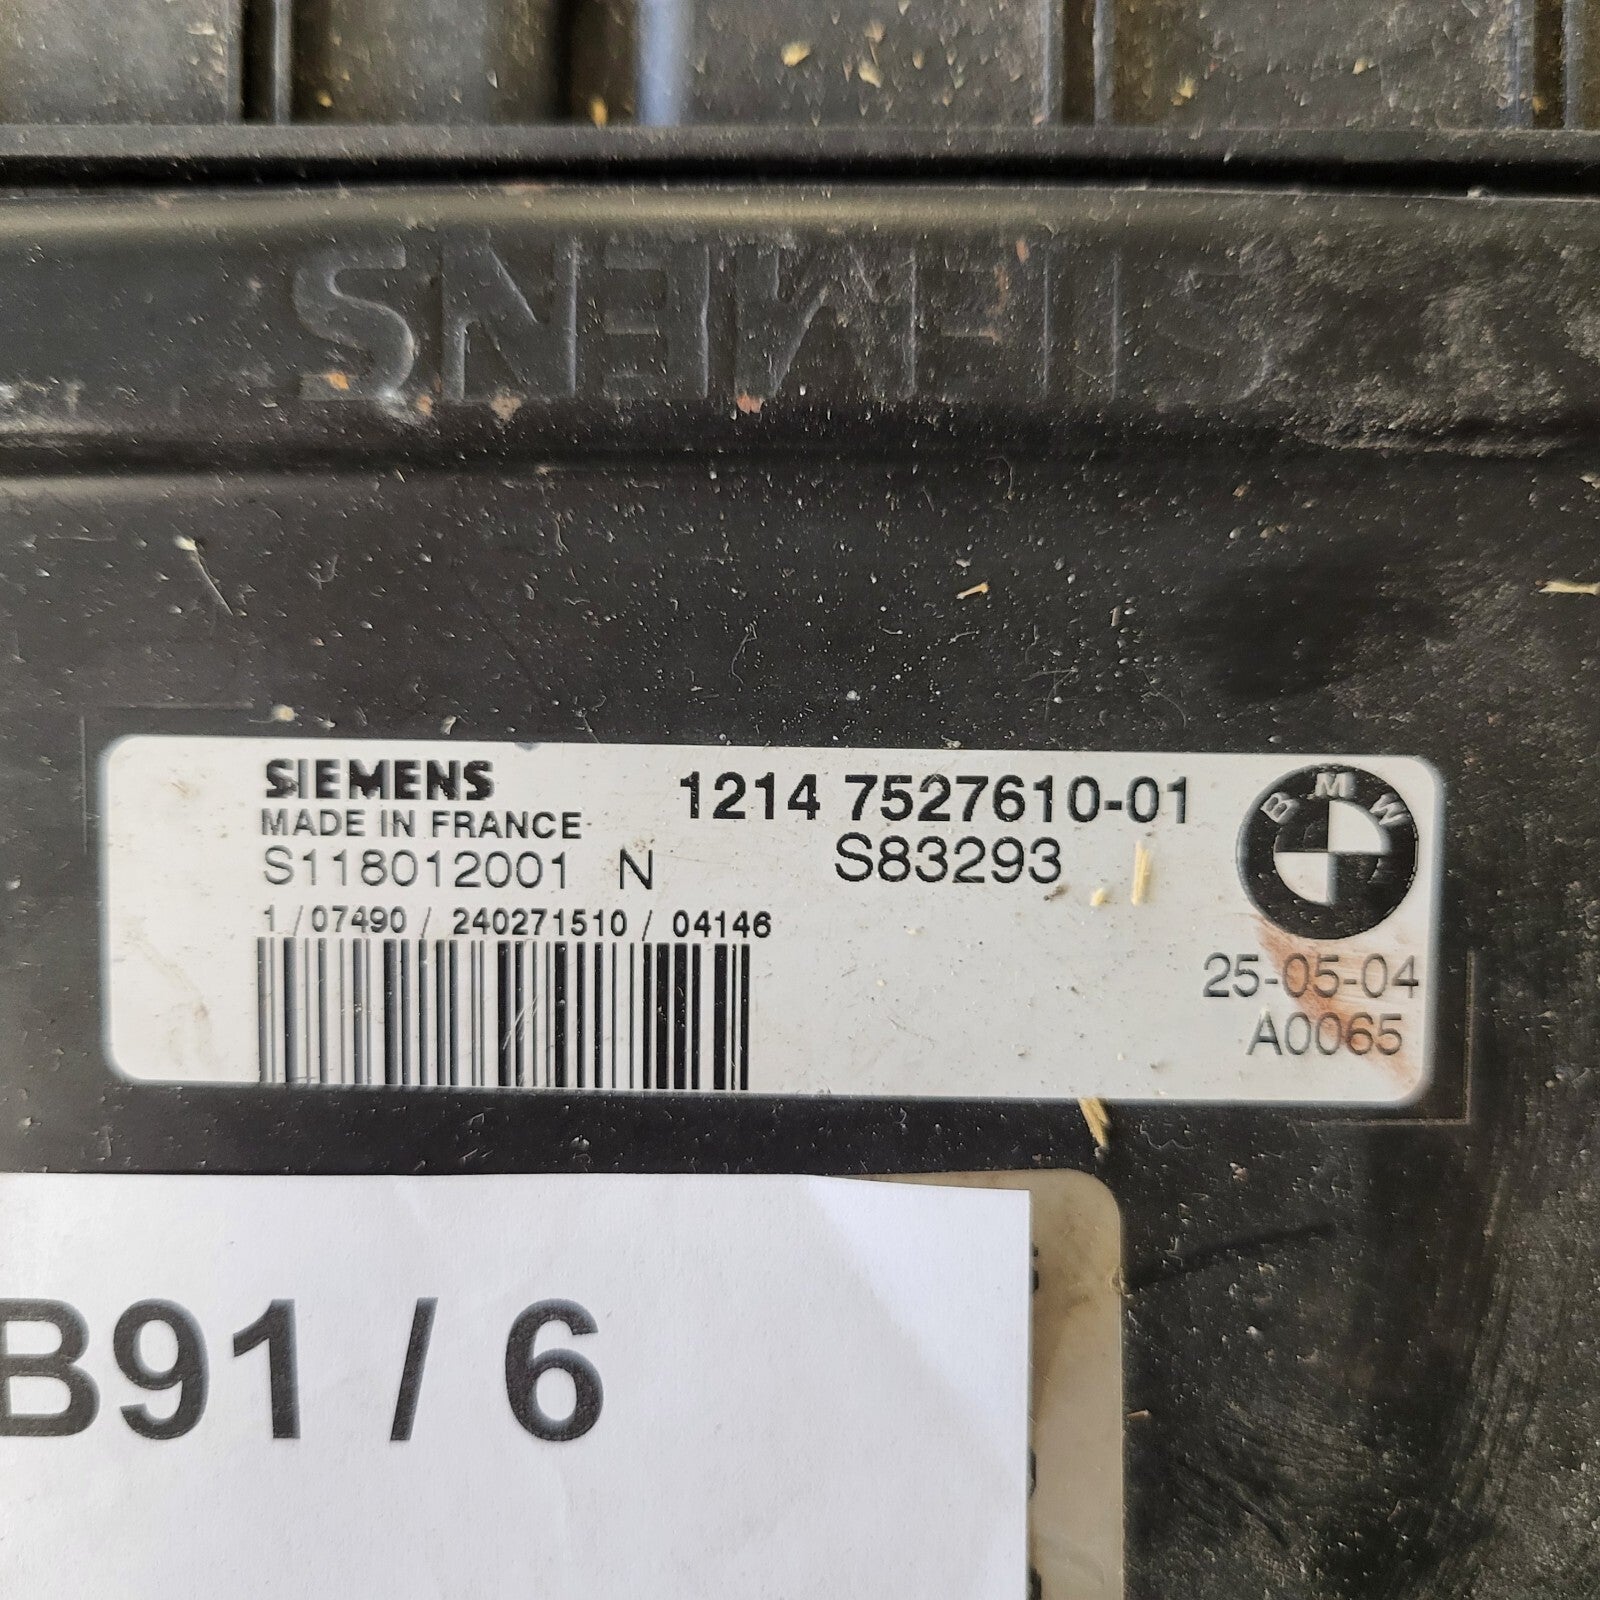 SIEMENS
SIEMENS
MADE IN FRANCE
S118012001 N
1 / 07490 / 240271510 / 04146
1214 7527610-01
S83293
BMW
25-05-04
A0065
B91 / 6